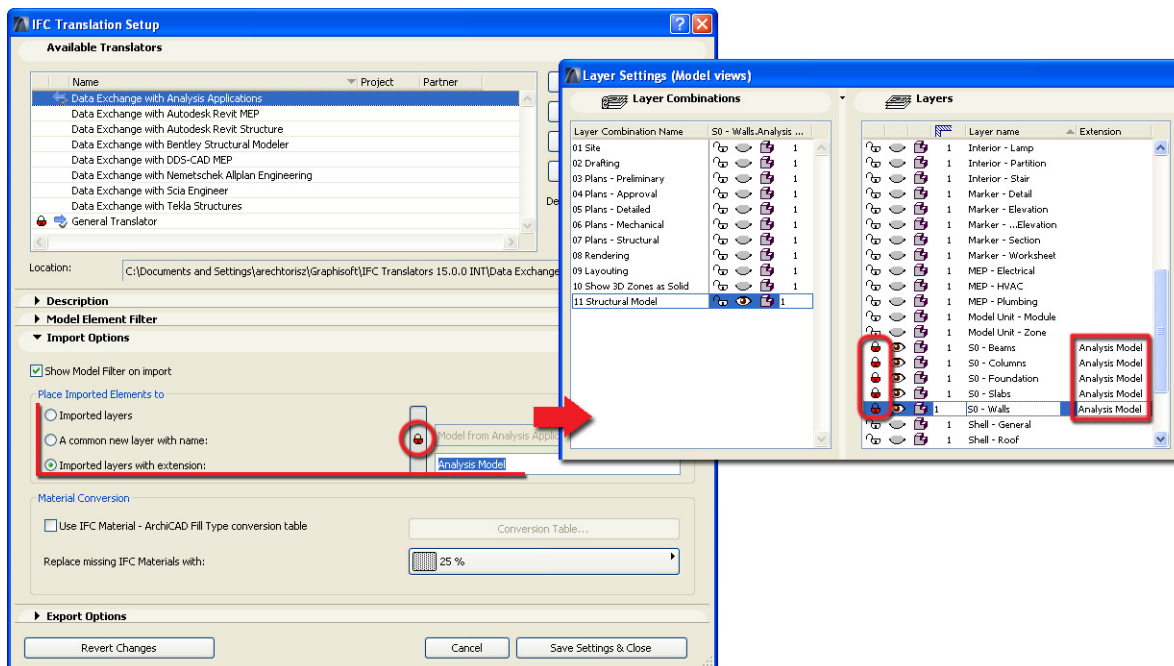 IFC Translation Setup
Available Translators
Name Project Partner
Data Exchange with Analysis Applications
Data Exchange with Autodesk Revit MEP
Data Exchange with Autodesk Revit Structure
Data Exchange with Bentley Structural Modeler
Data Exchange with DDS-CAD MEP
Data Exchange with Nemetschek Allplan Engineering
Data Exchange with Scia Engineer
Data Exchange with Tekla Structures
General Translator
De
Location: C:\Documents and Settings\arechtorisz\Graphisoft\IFC Translators 15.0.0 INT\Data Exchange
Description
Model Element Filter
Import Options
Show Model Filter on import
Place Imported Elements to
Imported layers
A common new layer with name: Model from Analysis Applic
Imported layers with extension: Analysis Model
Material Conversion
Use IFC Material - ArchiCAD Fill Type conversion table Conversion Table...
Replace missing IFC Materials with: 25 %
Export Options
Revert Changes Cancel Save Settings & Close
Layer Settings (Model views)
Layer Combinations
Layer Combination Name S0 - Walls.Analysis ...
01 Site 1
02 Drafting 1
03 Plans - Preliminary 1
04 Plans - Approval 1
05 Plans - Detailed 1
06 Plans - Mechanical 1
07 Plans - Structural 1
08 Rendering 1
09 Layouting 1
10 Show 3D Zones as Solid 1
11 Structural Model 1
Layers
Layer name Extension
1 Interior - Lamp
1 Interior - Partition
1 Interior - Stair
1 Marker - Detail
1 Marker - Elevation
1 Marker - ...Elevation
1 Marker - Section
1 Marker - Worksheet
1 MEP - Electrical
1 MEP - HVAC
1 MEP - Plumbing
1 Model Unit - Module
1 Model Unit - Zone
1 S0 - Beams Analysis Model
1 S0 - Columns Analysis Model
1 S0 - Foundation Analysis Model
1 S0 - Slabs Analysis Model
1 S0 - Walls Analysis Model
1 Shell - General
1 Shell - Roof